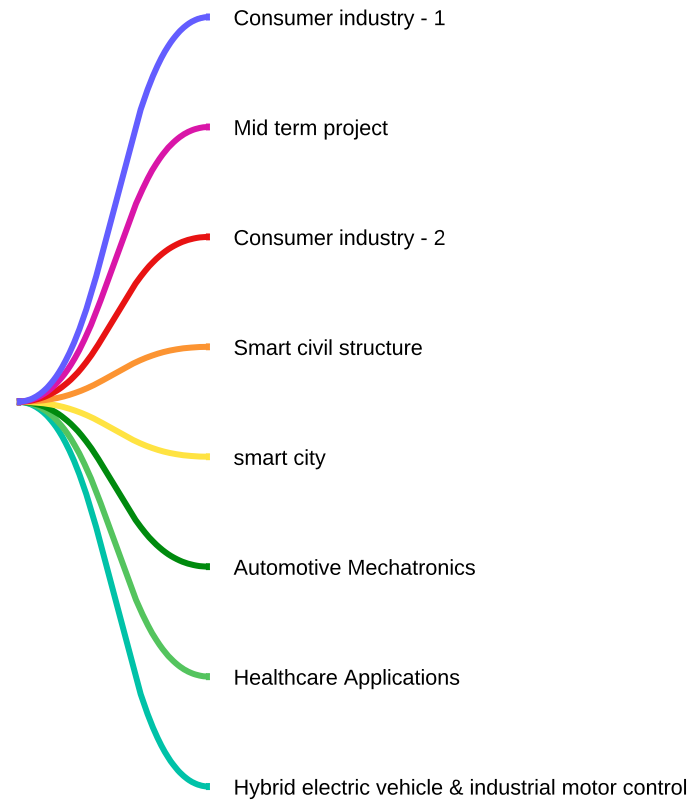 Consumer industry - 1
Mid term project
Consumer industry - 2
Smart civil structure
smart city
Automotive Mechatronics
Healthcare Applications
Hybrid electric vehicle & industrial motor control